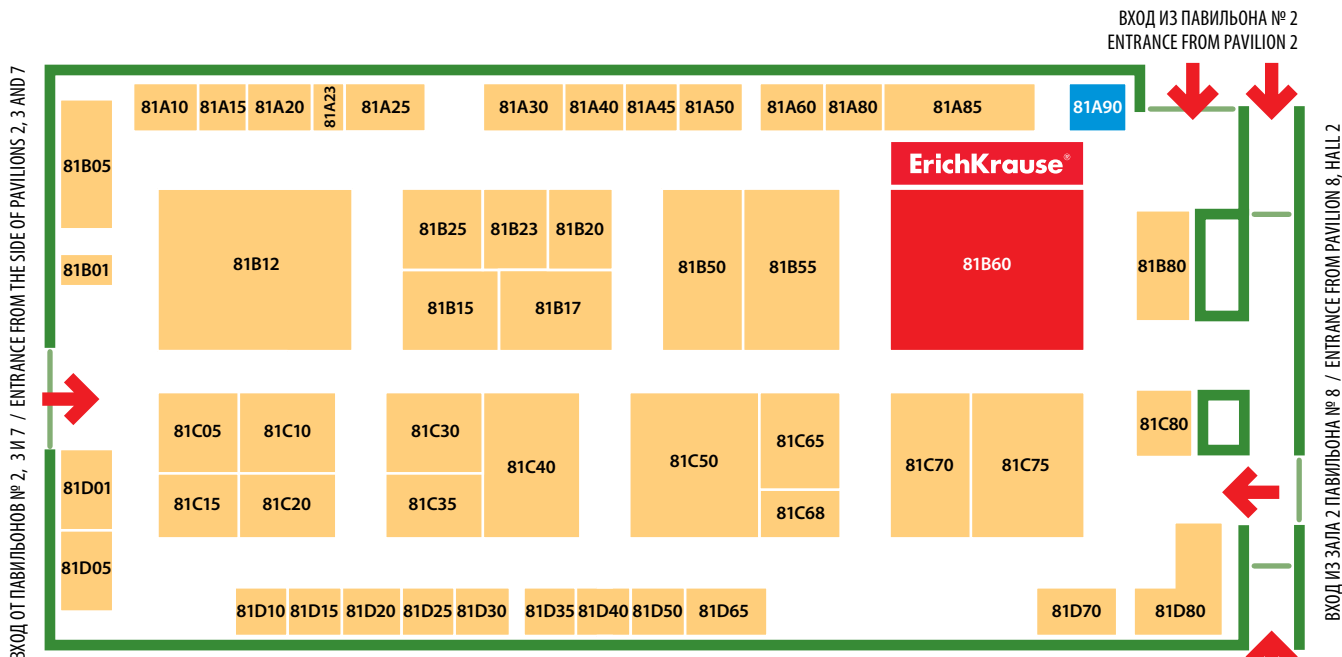 ВХОД ИЗ ПАВИЛЬОНА № 2
ENTRANCE FROM PAVILION 2
ВХОД ОТ ПАВИЛЬОНОВ № 2, 3 И 7 / ENTRANCE FROM THE SIDE OF PAVILIONS 2, 3 AND 7
81A10 81A15 81A20 81A23 81A25 81A30 81A40 81A45 81A50 81A60 81A80 81A85 81A90
ErichKrause®
81B05
81B25 81B23 81B20
81B01 81B12 81B50 81B55 81B60 81B80
81B15 81B17
81C05 81C10 81C30 81C65 81C80
81C40 81C50 81C70 81C75
81D01
81C15 81C20 81C35 81C68
81D05
81D10 81D15 81D20 81D25 81D30 81D35 81D40 81D50 81D65 81D70 81D80
ВХОД ИЗ ЗАЛА 2 ПАВИЛЬОНА № 8 / ENTRANCE FROM PAVILION 8, HALL 2